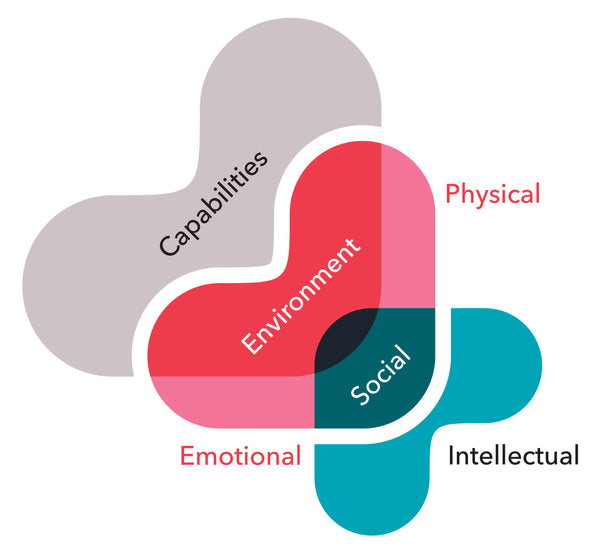 Capabilities
Physical
Environment
Social
Emotional
Intellectual